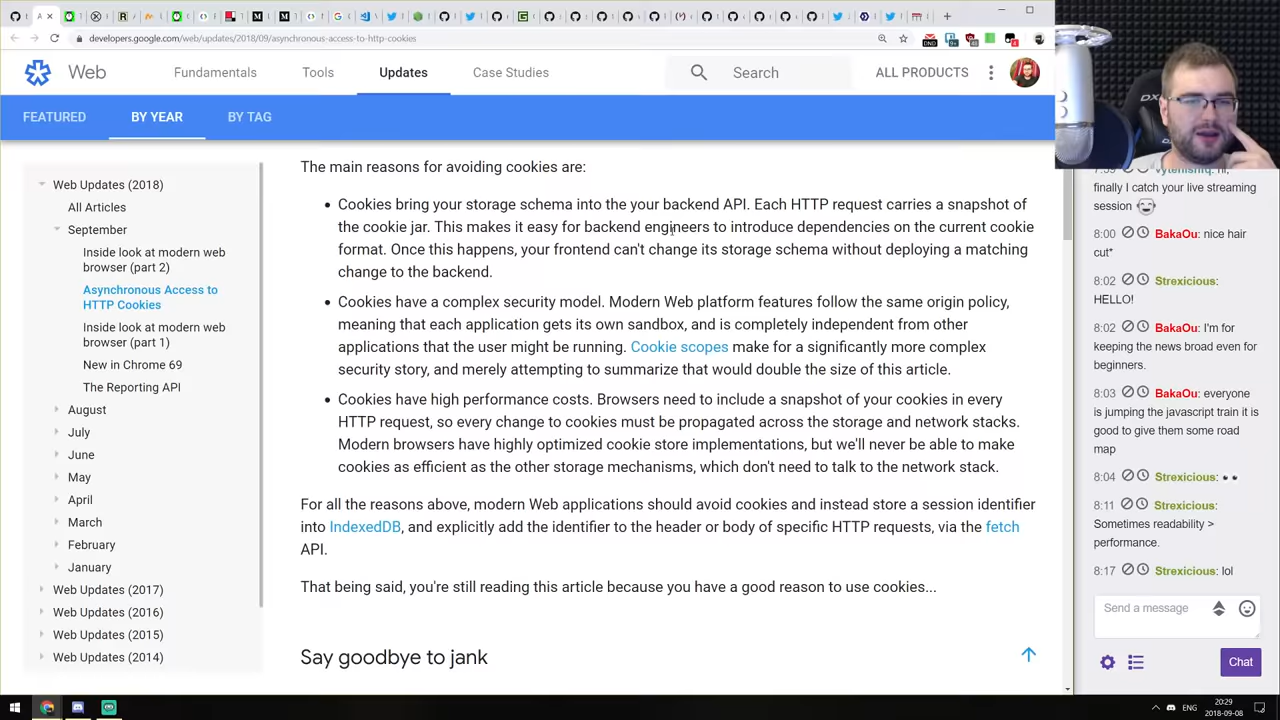 developers.google.com/web/updates/2018/09/asynchronous-access-to-http-cookies
Web
Fundamentals
Tools
Updates
Case Studies
Search
ALL PRODUCTS
FEATURED
BY YEAR
BY TAG
Web Updates (2018)
All Articles
September
Inside look at modern web
browser (part 2)
Asynchronous Access to
HTTP Cookies
Inside look at modern web
browser (part 1)
New in Chrome 69
The Reporting API
August
July
June
May
April
March
February
January
Web Updates (2017)
Web Updates (2016)
Web Updates (2015)
Web Updates (2014)
The main reasons for avoiding cookies are:
Cookies bring your storage schema into the your backend API. Each HTTP request carries a snapshot of
the cookie jar. This makes it easy for backend engineers to introduce dependencies on the current cookie
format. Once this happens, your frontend can't change its storage schema without deploying a matching
change to the backend.
Cookies have a complex security model. Modern Web platform features follow the same origin policy,
meaning that each application gets its own sandbox, and is completely independent from other
applications that the user might be running. Cookie scopes make for a significantly more complex
security story, and merely attempting to summarize that would double the size of this article.
Cookies have high performance costs. Browsers need to include a snapshot of your cookies in every
HTTP request, so every change to cookies must be propagated across the storage and network stacks.
Modern browsers have highly optimized cookie store implementations, but we'll never be able to make
cookies as efficient as the other storage mechanisms, which don't need to talk to the network stack.
For all the reasons above, modern Web applications should avoid cookies and instead store a session identifier
into IndexedDB, and explicitly add the identifier to the header or body of specific HTTP requests, via the fetch
API.
That being said, you're still reading this article because you have a good reason to use cookies...
Say goodbye to jank
finally I catch your live streaming
session
8:00 BakaOu: nice hair
cut*
8:02 Strexicious:
HELLO!
8:02 BakaOu: I'm for
keeping the news broad even for
beginners.
8:03 BakaOu: everyone
is jumping the javascript train it is
good to give them some road
map
8:04 Strexicious:
8:11 Strexicious:
Sometimes readability >
performance.
8:17 Strexicious: lol
Send a message
Chat
ENG
20:29
2018-09-08